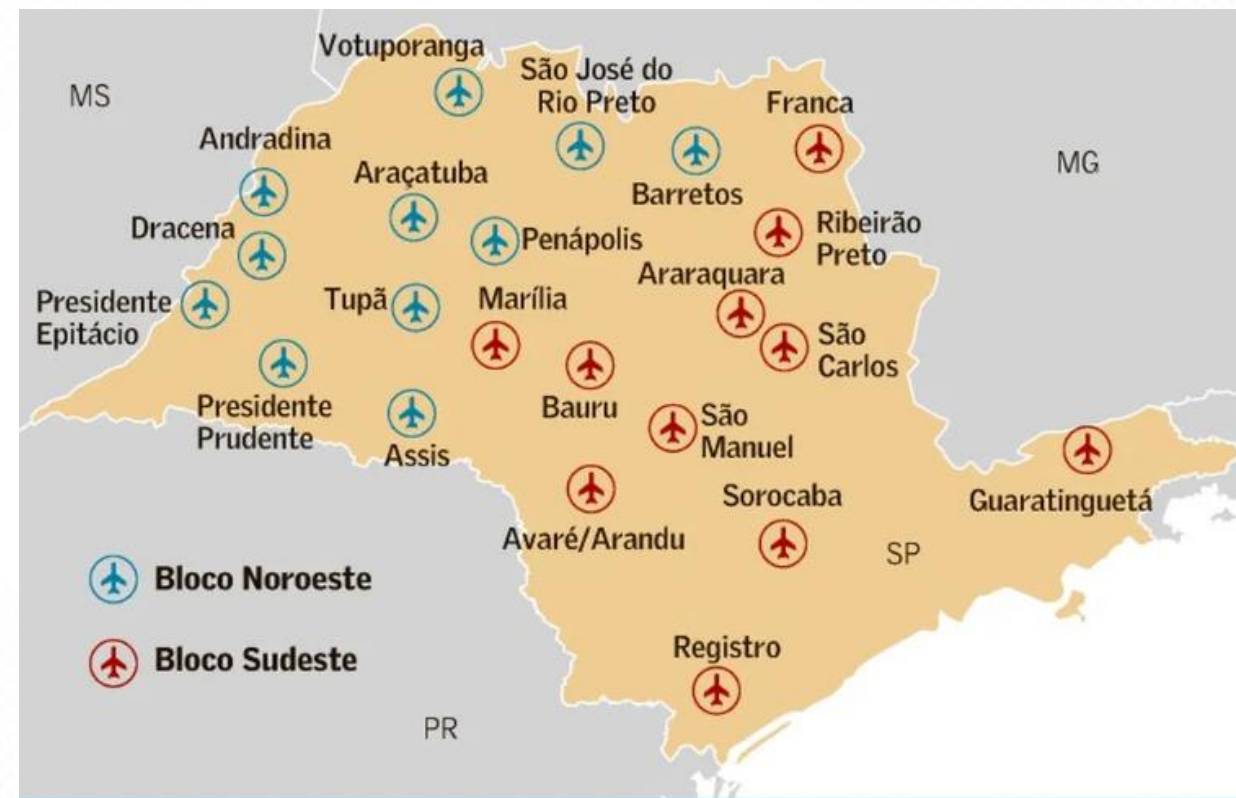 Votuporanga
MS
São José do
Rio Preto
Franca
Andradina
Araçatuba
MG
Barretos
Dracena
Penápolis
Ribeirão
Preto
Araraquara
Presidente
Epitácio
Tupã
Marília
São
Carlos
Presidente
Prudente
Bauru
São
Manuel
Assis
Sorocaba
Guaratinguetá
Avaré/Arandu
SP
Bloco Noroeste
Bloco Sudeste
Registro
PR